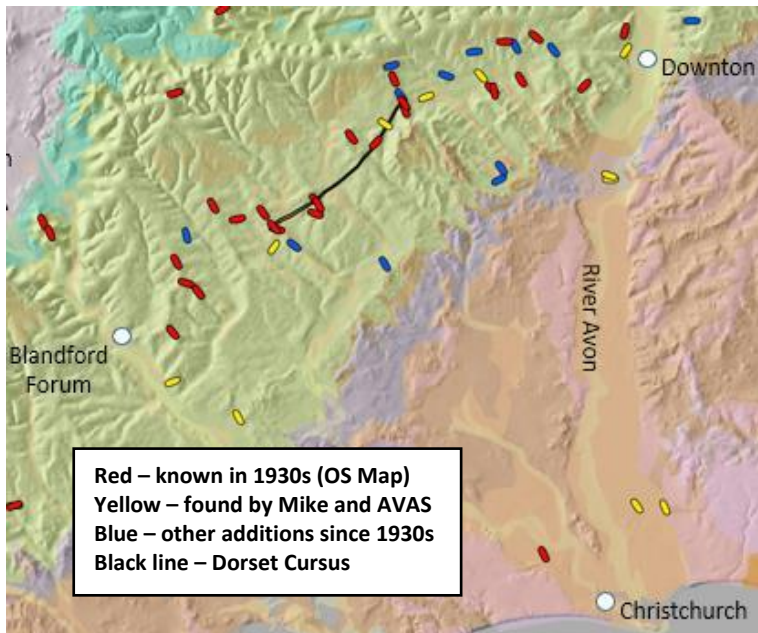 Downton
River Avon
Blandford
Forum
Red – known in 1930s (OS Map)
Yellow – found by Mike and AVAS
Blue – other additions since 1930s
Black line – Dorset Cursus
Christchurch